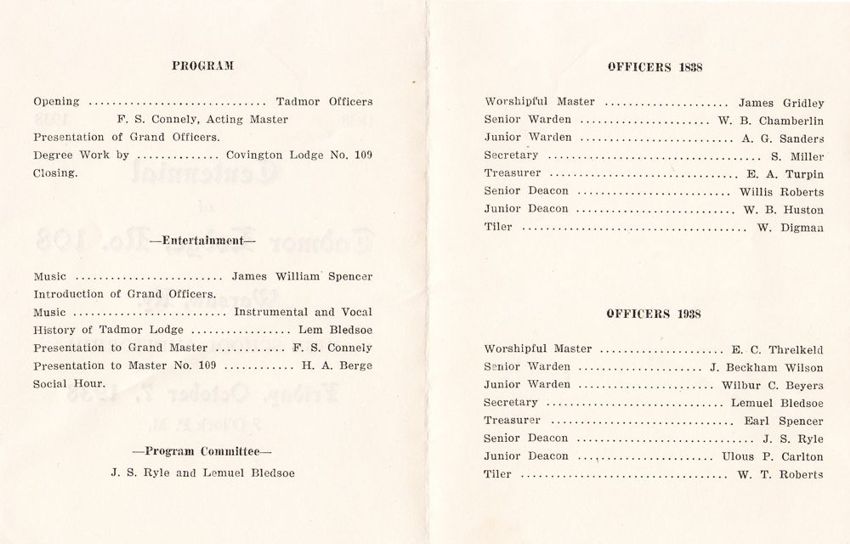 PROGRAM
Opening ............................ Tadmor Officers
F. S. Connely, Acting Master
Presentation of Grand Officers.
Degree Work by ............. Covington Lodge No. 109
Closing.
—Entertainment—
Music ........................ James William Spencer
Introduction of Grand Officers.
Music ......................... Instrumental and Vocal
History of Tadmor Lodge ................ Lem Bledsoe
Presentation to Grand Master ........... F. S. Connely
Presentation to Master No. 109 ........... H. A. Berge
Social Hour.
—Program Committee—
J. S. Ryle and Lemuel Bledsoe
OFFICERS 1838
Worshipful Master .................... James Gridley
Senior Warden ..................... W. B. Chamberlin
Junior Warden .......................... A. G. Sanders
Secretary .................................. S. Miller
Treasurer .............................. E. A. Turpin
Senior Deacon ......................... Willis Roberts
Junior Deacon .......................... W. B. Huston
Tiler ..................................... W. Digman
OFFICERS 1938
Worshipful Master ................... E. C. Threlkeld
Senior Warden .................... J. Beckham Wilson
Junior Warden ...................... Wilbur C. Beyers
Secretary ............................ Lemuel Bledsoe
Treasurer .............................. Earl Spencer
Senior Deacon ............................ J. S. Ryle
Junior Deacon ...................... Ulous P. Carlton
Tiler .................................. W. T. Roberts